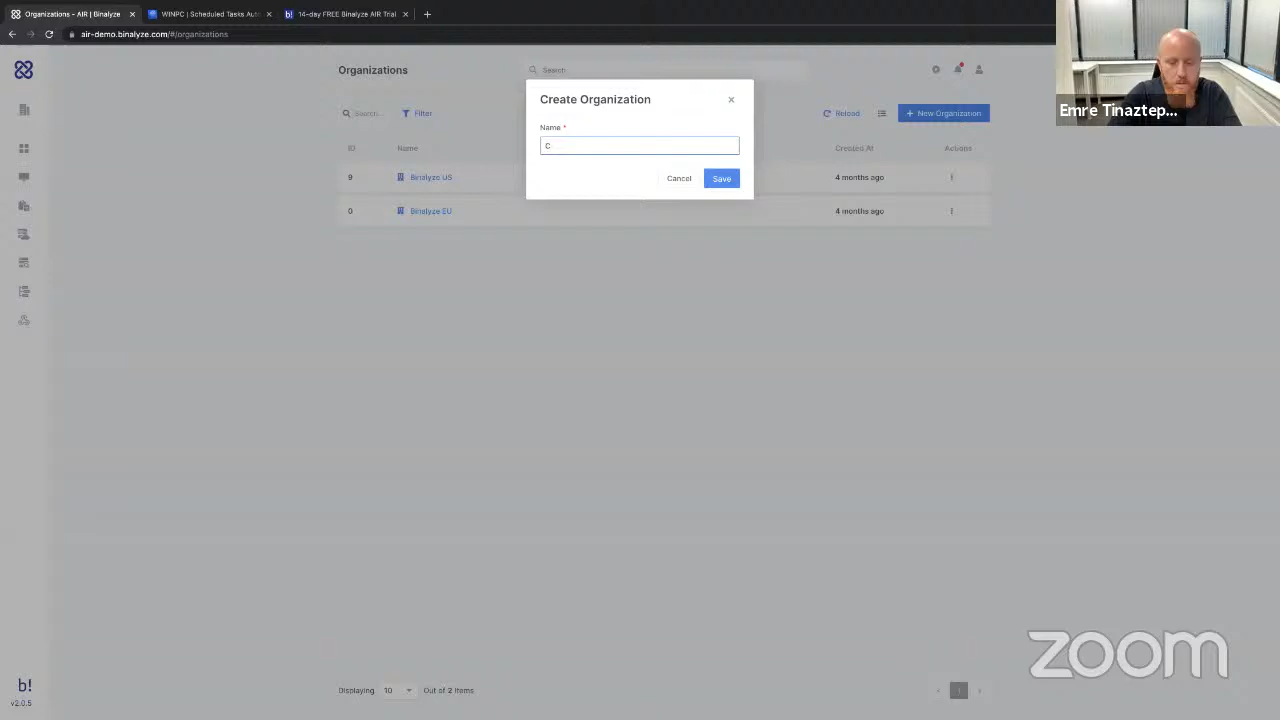 Organizations - AIR | Binalyze
WINPC | Scheduled Tasks Aut
b! 14-day FREE Binalyze AIR Trial
air-demo.binalyze.com/#/organizations
Emre Tinaztep...
Organizations
Search
Search...
Filter
Reload
+ New Organization
ID Name Created At Actions
9 Binalyze US 4 months ago
0 Binalyze EU 4 months ago
Create Organization
Name *
C
Cancel Save
Displaying 10 Out of 2 Items
1
b!
v2.0.5
zoom